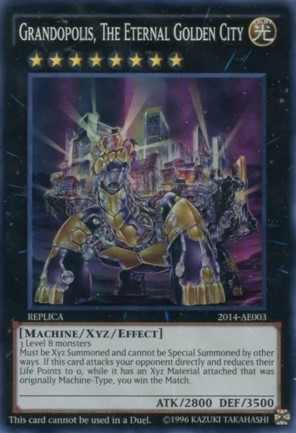 GRANDOPOLIS, THE ETERNAL GOLDEN CITY
LIGHT
光
REPLICA
2014-AE003
[MACHINE/XYZ/EFFECT]
3 Level 8 monsters
Must be Xyz Summoned and cannot be Special Summoned by other
ways. If this card attacks your opponent directly and reduces their
Life Points to 0, while it has an Xyz Material attached that was
originally Machine-Type, you win the Match.
ATK/2800 DEF/3500
This card cannot be used in a Duel.
©1996 KAZUKI TAKAHASHI